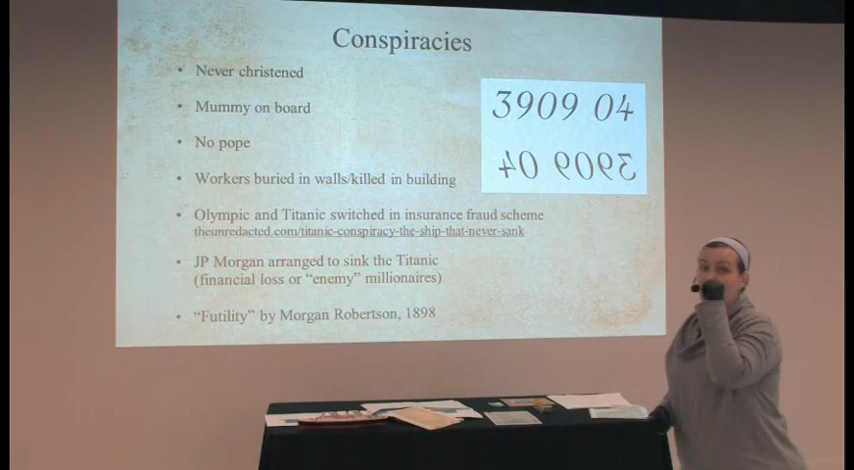 Conspiracies
• Never christened
• Mummy on board
• No pope
• Workers buried in walls/killed in building
• Olympic and Titanic switched in insurance fraud scheme
theunredacted.com/titanic-conspiracy-the-ship-that-never-sank
• JP Morgan arranged to sink the Titanic
(financial loss or “enemy” millionaires)
• “Futility” by Morgan Robertson, 1898
3909 04
3909 04